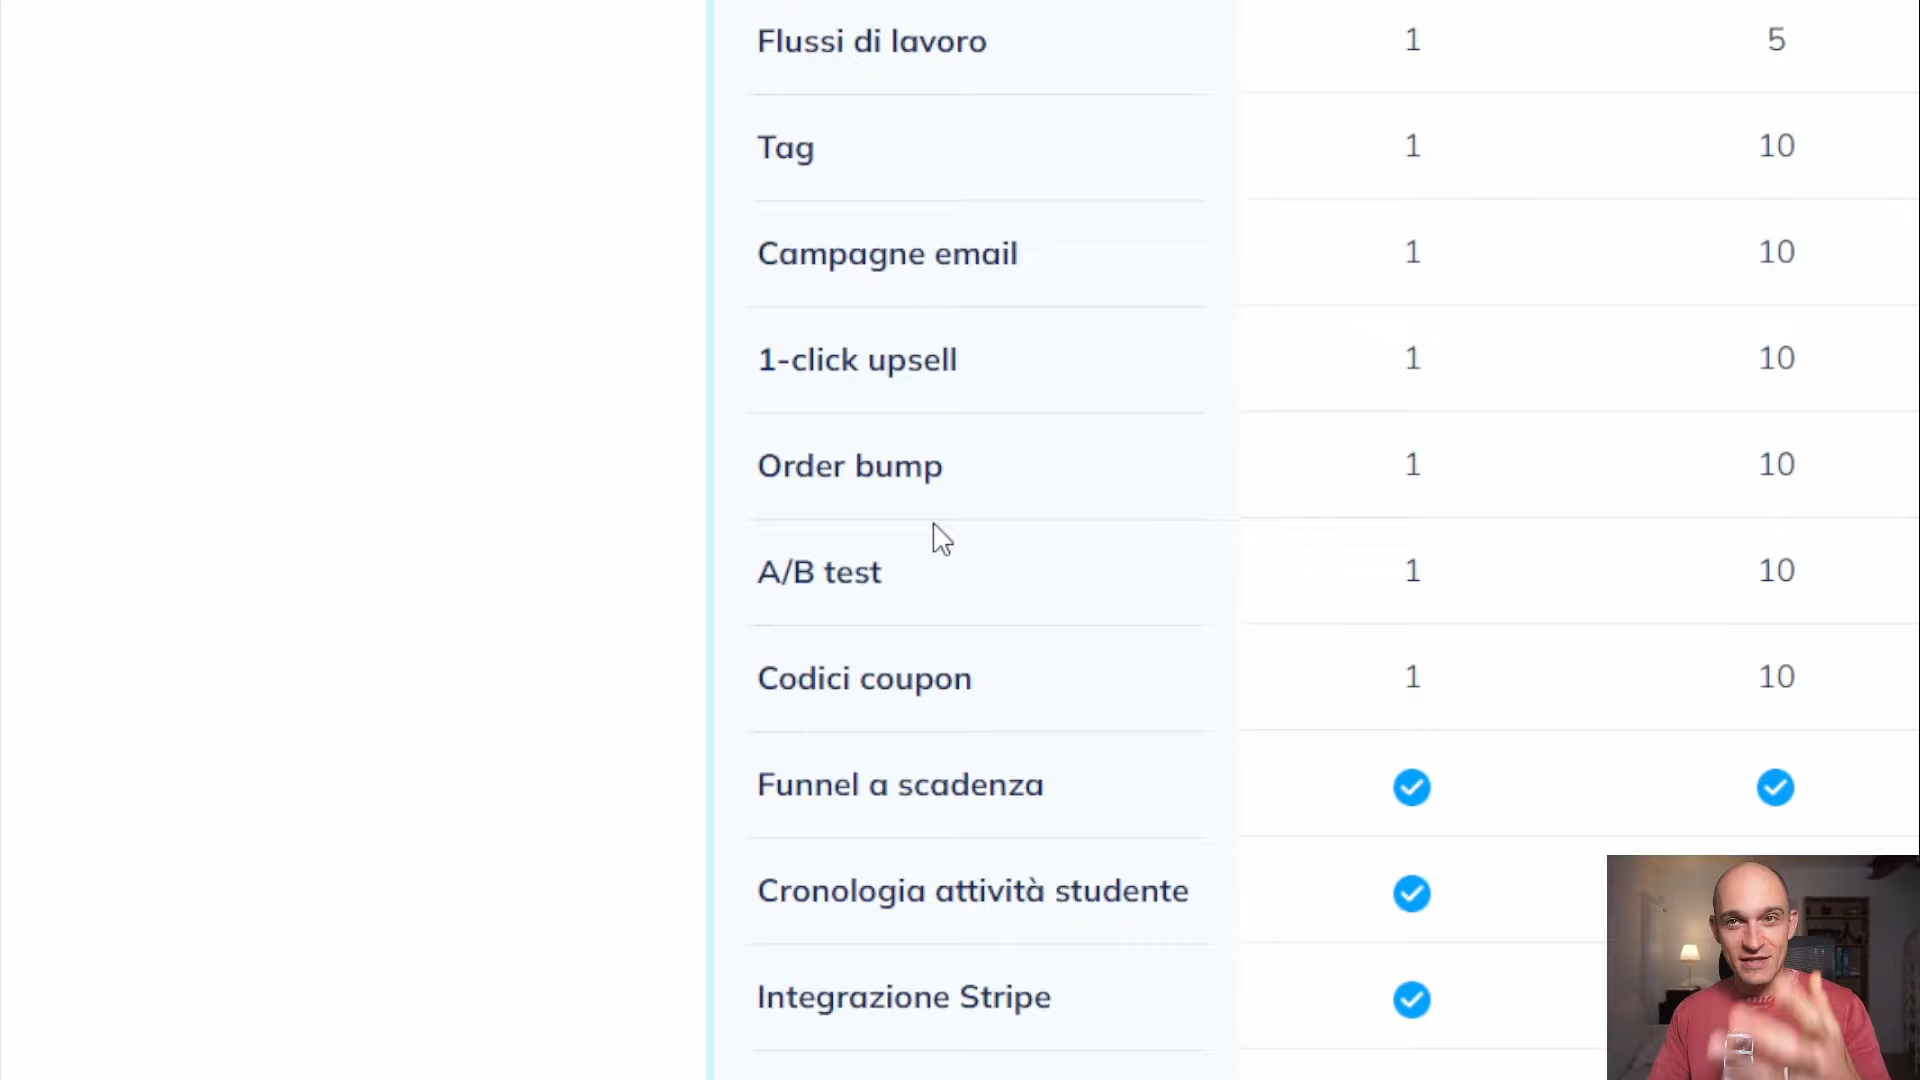 Flussi di lavoro 1 5
Tag 1 10
Campagne email 1 10
1-click upsell 1 10
Order bump 1 10
A/B test 1 10
Codici coupon 1 10
Funnel a scadenza
Cronologia attività studente
Integrazione Stripe